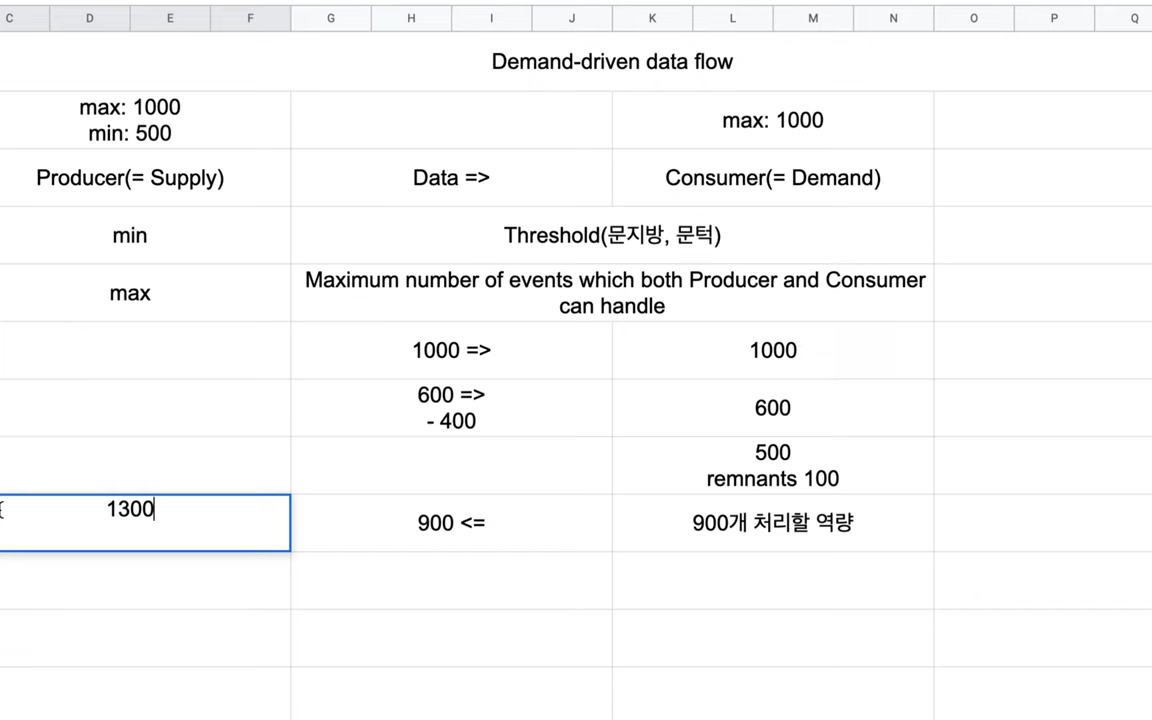 C D E F G H I J K L M N O P Q
Demand-driven data flow
max: 1000
min: 500
max: 1000
Producer(= Supply) Data => Consumer(= Demand)
min Threshold(문지방, 문턱)
max
Maximum number of events which both Producer and Consumer
can handle
1000 => 1000
600 =>
- 400
600
500
remnants 100
1300
900 <= 900개 처리할 역량